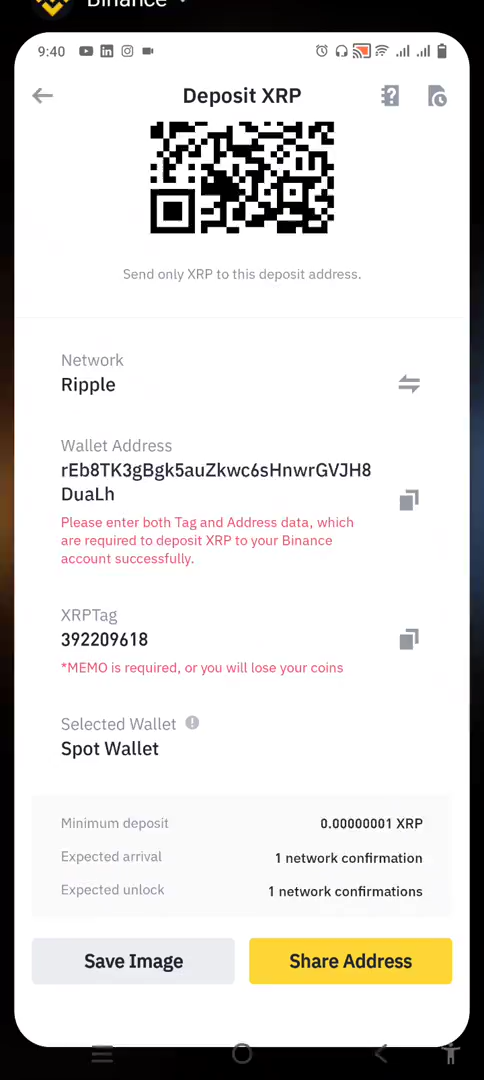 Binance
9:40
Deposit XRP
Send only XRP to this deposit address.
Network
Ripple
Wallet Address
rEb8TK3gBgk5auZkwc6sHnwrGVJH8
DuaLh
Please enter both Tag and Address data, which
are required to deposit XRP to your Binance
account successfully.
XRPTag
392209618
*MEMO is required, or you will lose your coins
Selected Wallet
Spot Wallet
Minimum deposit 0.00000001 XRP
Expected arrival 1 network confirmation
Expected unlock 1 network confirmations
Save Image Share Address